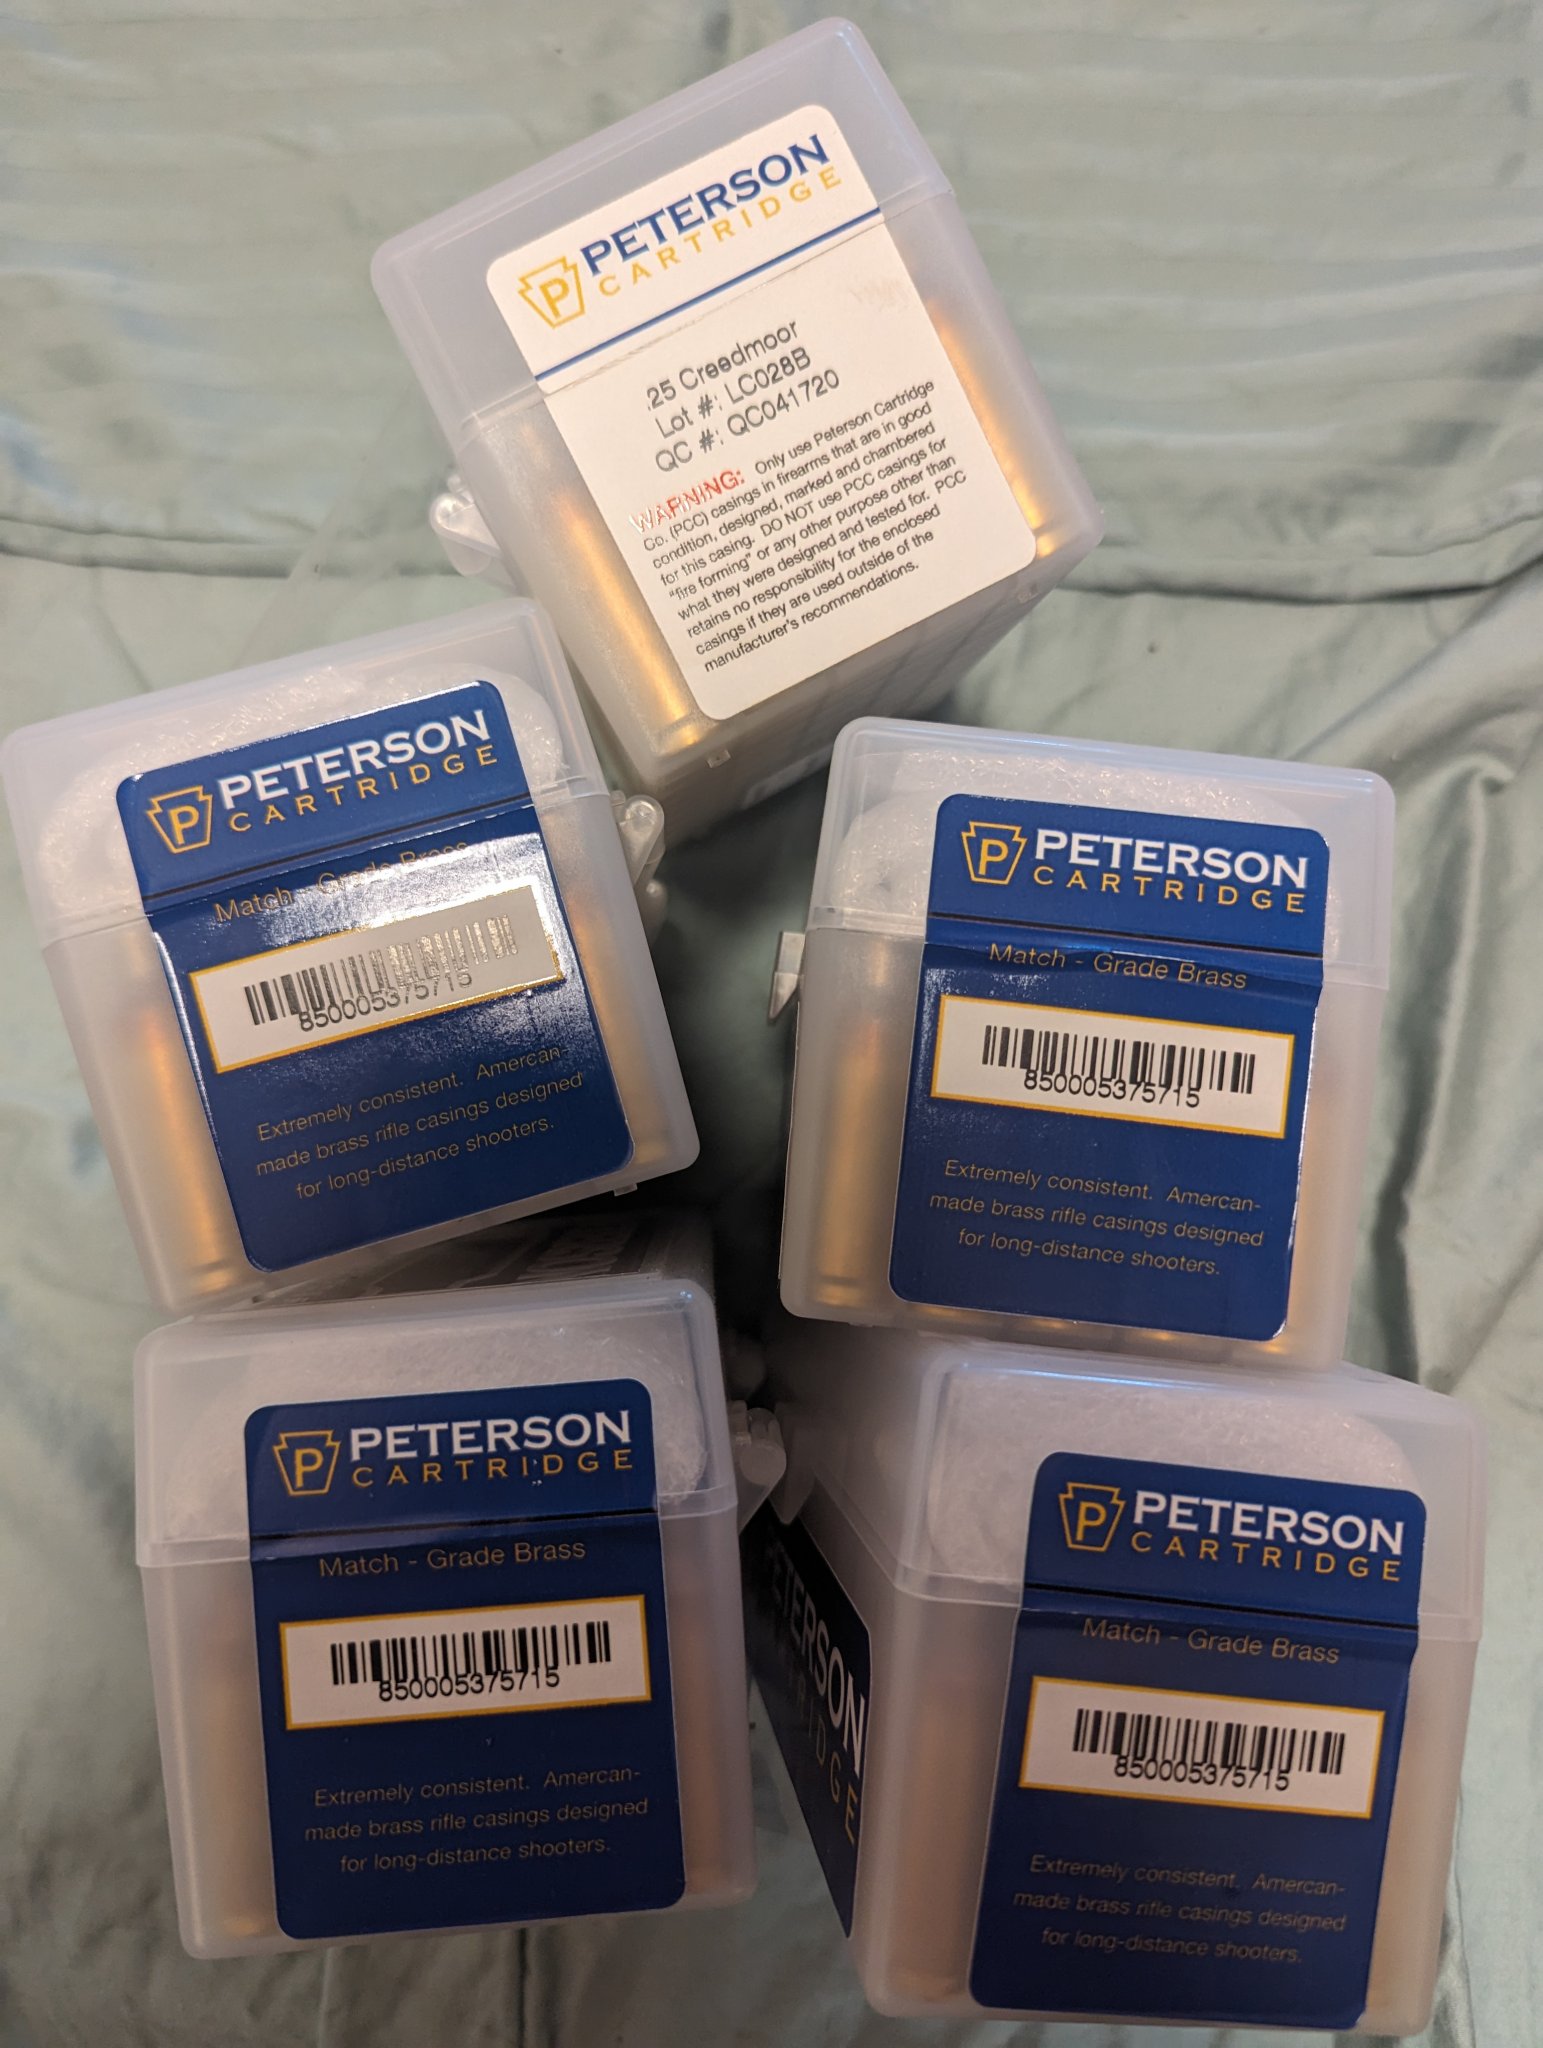 PETERSON
CARTRIDGE
P
.25 Creedmoor
Lot #: LC028B
QC #: QC041720
WARNING: Only use Peterson Cartridge
Co. (PCC) casings in firearms that are in good
condition, designed, marked and chambered
for this casing. DO NOT use PCC casings for
"fire forming" or any other purpose other than
what they were designed and tested for. PCC
retains no responsibility for the enclosed
casings if they are used outside of the
manufacturer's recommendations.
P
PETERSON
CARTRIDGE
Match - Grade Brass
850005375715
Extremely consistent. Amercan-
made brass rifle casings designed
for long-distance shooters.
P
PETERSON
CARTRIDGE
Match - Grade Brass
850005375715
Extremely consistent. Amercan-
made brass rifle casings designed
for long-distance shooters.
P
PETERSON
CARTRIDGE
Match - Grade Brass
850005375715
Extremely consistent. Amercan-
made brass rifle casings designed
for long-distance shooters.
P
PETERSON
CARTRIDGE
Match - Grade Brass
850005375715
Extremely consistent. Amercan-
made brass rifle casings designed
for long-distance shooters.